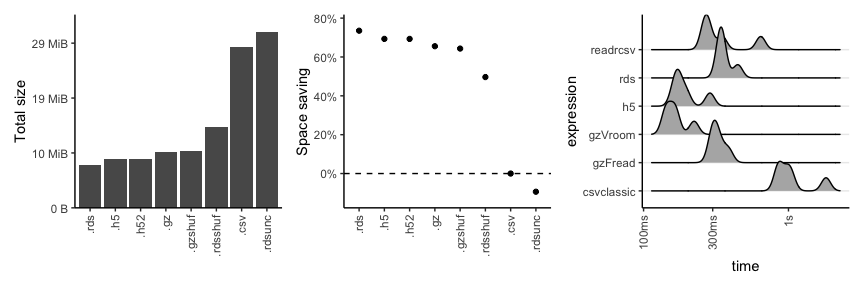 Total size
29 MiB
19 MiB
10 MiB
0 B
.rds
.h5
.h52
.gz
.gzshuf
.rdsshuf
.csv
.rdsunc
Space saving
80%
60%
40%
20%
0%
.rds
.h5
.h52
.gz
.gzshuf
.rdsshuf
.csv
.rdsunc
expression
readrcsv
rds
h5
gzVroom
gzFread
csvclassic
100ms
300ms
1s
time